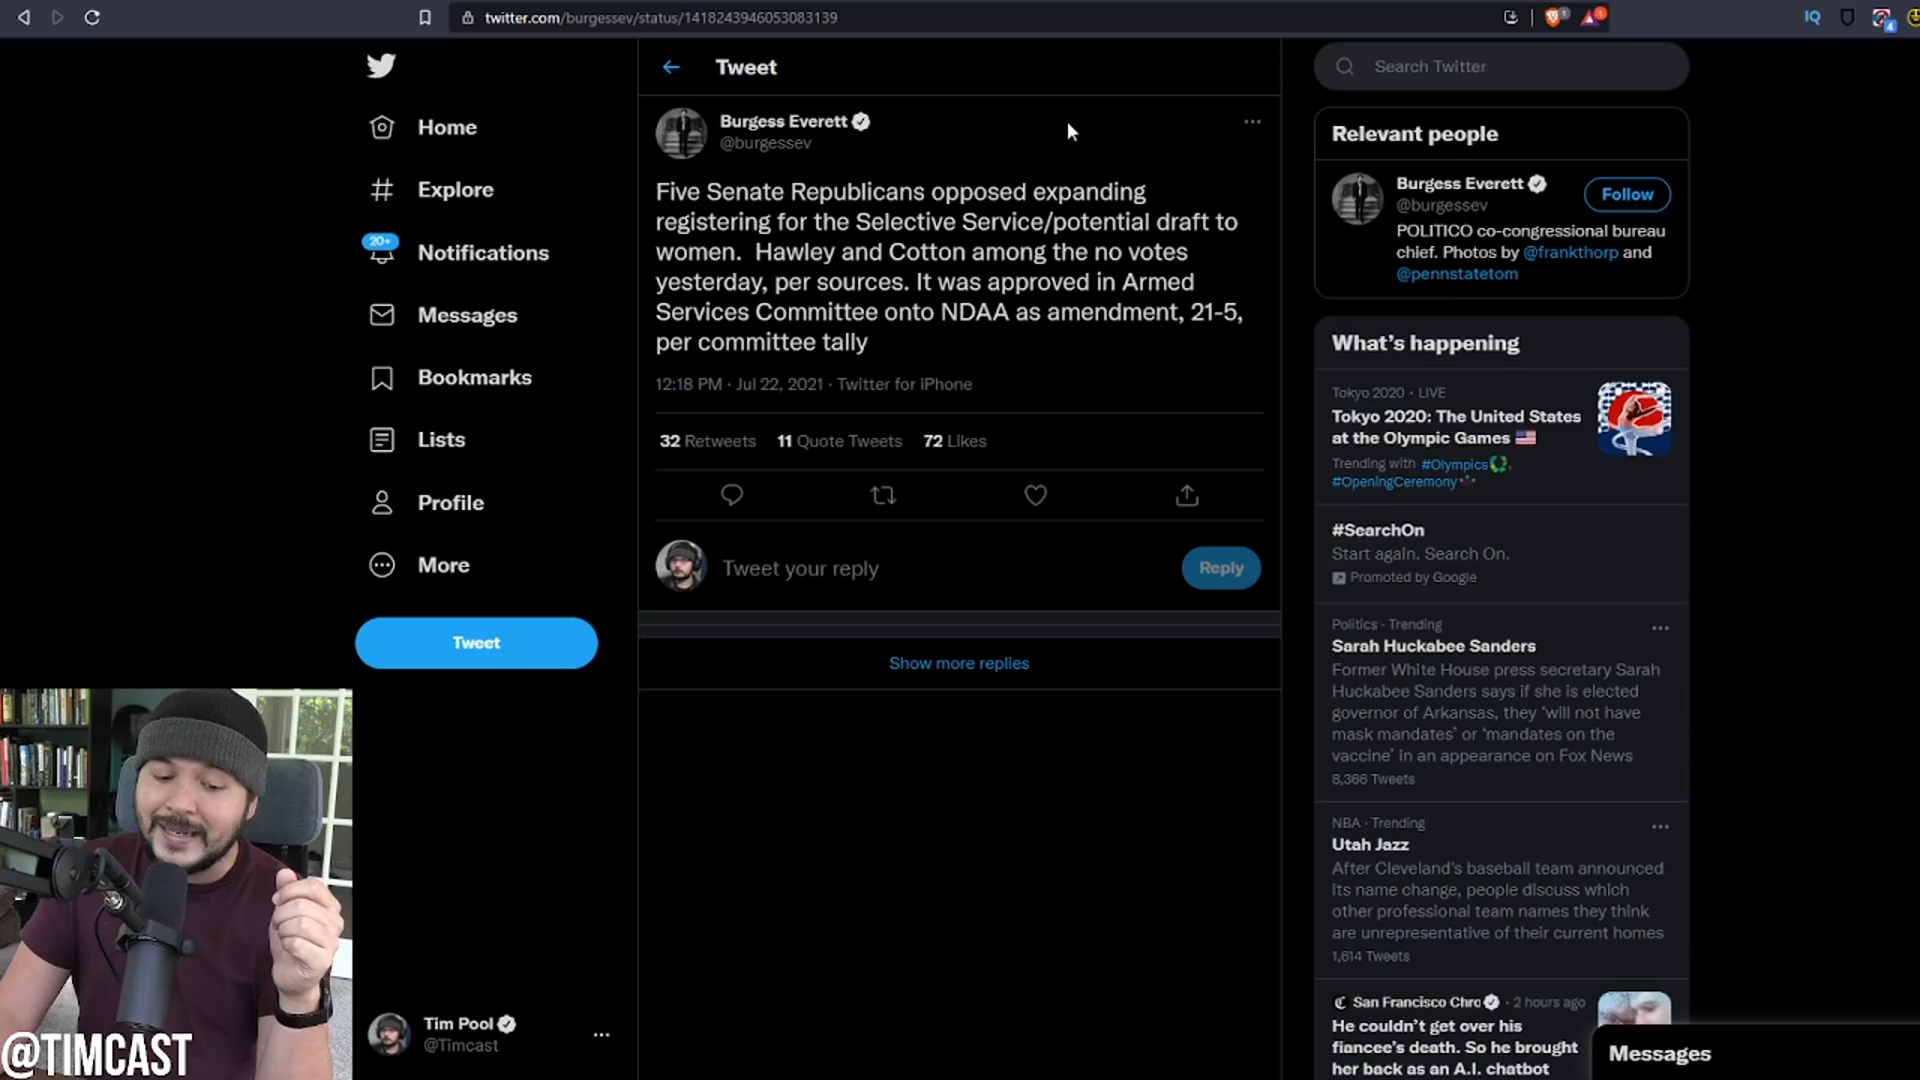 twitter.com/burgessev/status/1418243946053083139
IQ
4
Home
Explore
20+
Notifications
Messages
Bookmarks
Lists
Profile
More
Tweet
Tim Pool
@Timcast
@TIMCAST
Tweet
Burgess Everett
@burgessev
Five Senate Republicans opposed expanding
registering for the Selective Service/potential draft to
women.  Hawley and Cotton among the no votes
yesterday, per sources. It was approved in Armed
Services Committee onto NDAA as amendment, 21-5,
per committee tally
12:18 PM · Jul 22, 2021 · Twitter for iPhone
32 Retweets 11 Quote Tweets 72 Likes
Tweet your reply
Reply
Show more replies
Search Twitter
Relevant people
Burgess Everett
@burgessev
Follow
POLITICO co-congressional bureau
chief. Photos by @frankthorp and
@pennstatetom
What's happening
Tokyo 2020 · LIVE
Tokyo 2020: The United States
at the Olympic Games
Trending with #Olympics,
#OpeningCeremony
#SearchOn
Start again. Search On.
Promoted by Google
Politics · Trending
Sarah Huckabee Sanders
Former White House press secretary Sarah
Huckabee Sanders says if she is elected
governor of Arkansas, they 'will not have
mask mandates' or 'mandates on the
vaccine' in an appearance on Fox News
8,366 Tweets
NBA · Trending
Utah Jazz
After Cleveland's baseball team announced
its name change, people discuss which
other professional team names they think
are unrepresentative of their current homes
1,614 Tweets
San Francisco Chro · 2 hours ago
He couldn't get over his
fiancee's death. So he brought
her back as an A.I. chatbot
Messages